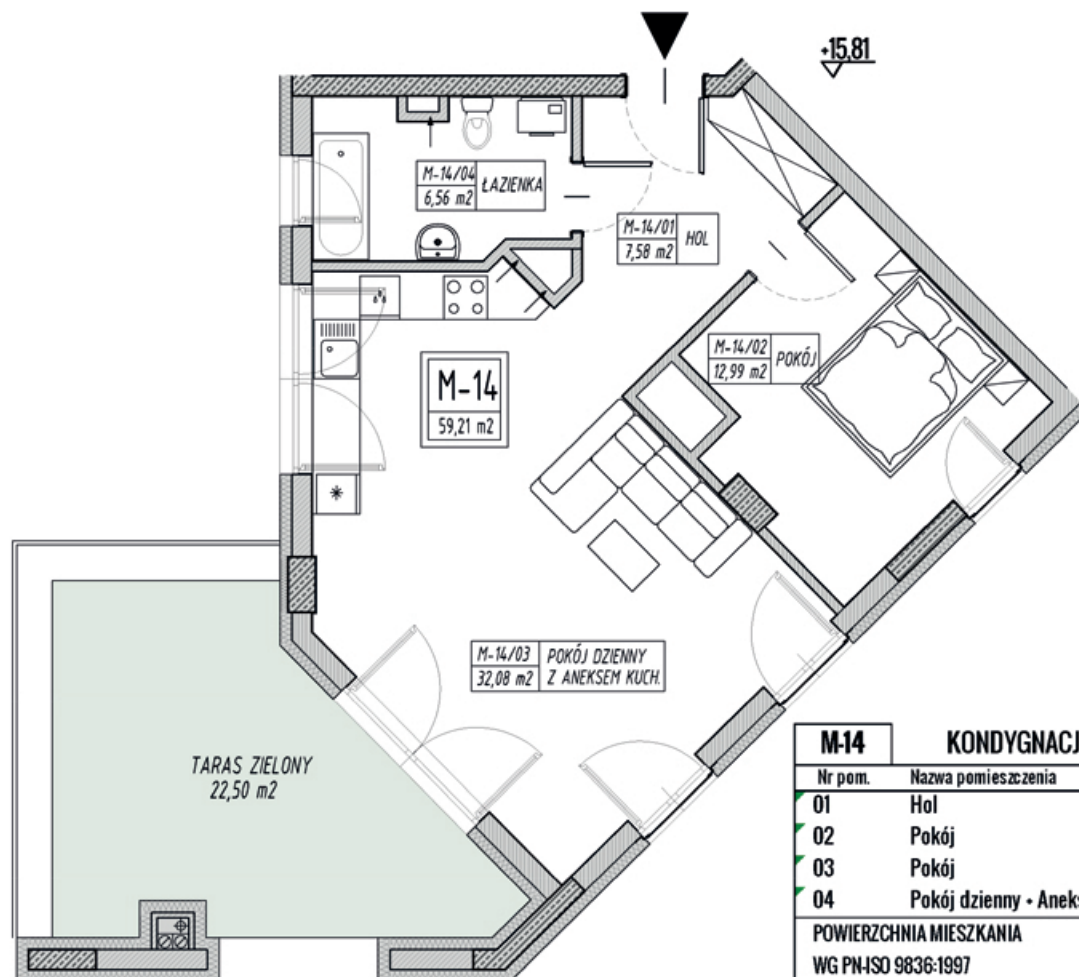 +15,81
M-14/04 ŁAZIENKA
6,56 m2
M-14/01 HOL
7,58 m2
M-14/02 POKÓJ
12,99 m2
M-14
59,21 m2
M-14/03 POKÓJ DZIENNY
32,08 m2 Z ANEKSEM KUCH.
TARAS ZIELONY
22,50 m2
M-14 KONDYGNACJ
Nr pom. Nazwa pomieszczenia
01 Hol
02 Pokój
03 Pokój
04 Pokój dzienny + Aneks
POWIERZCHNIA MIESZKANIA
WG PN-ISO 9836:1997